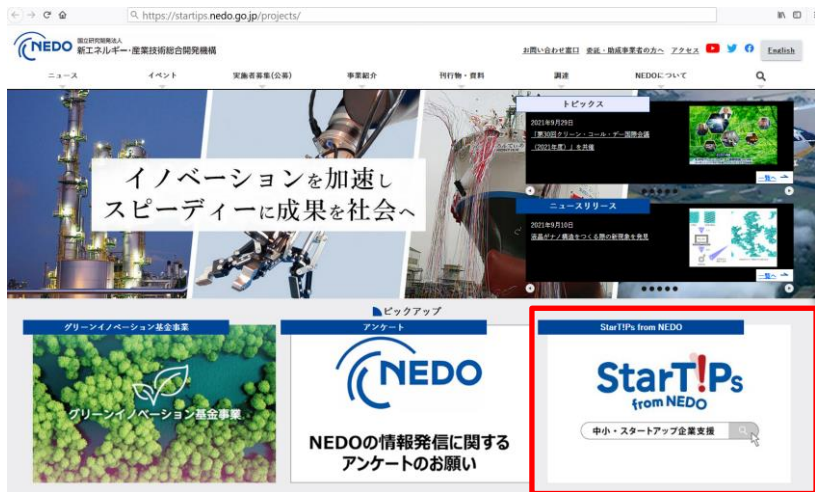 https://startips.nedo.go.jp/projects/
NEDO
国立研究開発法人
新エネルギー・産業技術総合開発機構
お問い合わせ窓口 委託・助成事業者の方へ アクセス
English
ニュース イベント 実施者募集(公募) 事業紹介 刊行物・資料 調達 NEDOについて
イノベーションを加速し
スピーディーに成果を社会へ
トピックス
2021年9月29日
「第30回クリーン・コール・デー国際会議
(2021年度)」を共催
一覧へ
ニュースリリース
2021年9月10日
液晶がナノ構造をつくる際の新現象を発見
一覧へ
ピックアップ
グリーンイノベーション基金事業
グリーンイノベーション基金事業
アンケート
NEDO
NEDOの情報発信に関する
アンケートのお願い
StarT!Ps from NEDO
StarT!Ps
from NEDO
中小・スタートアップ企業支援